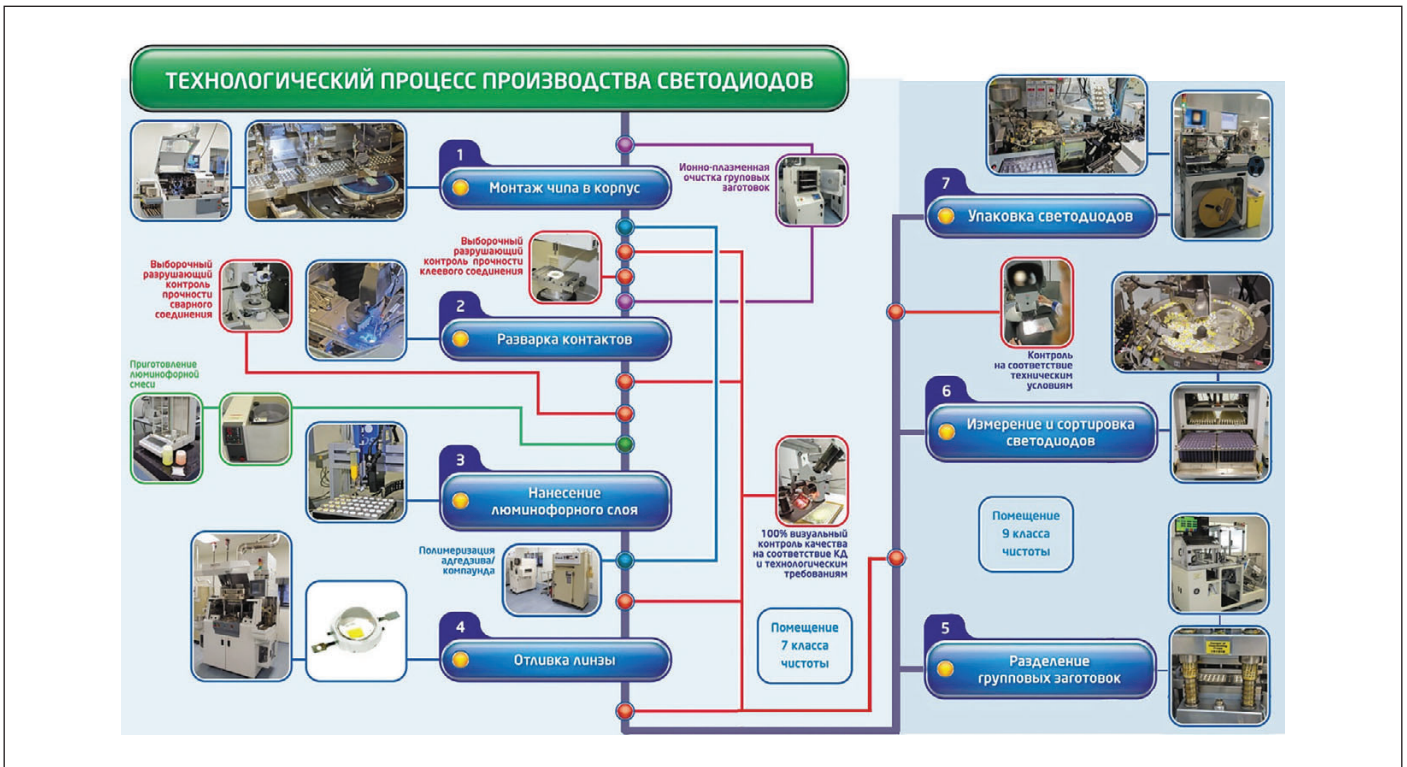 ТЕХНОЛОГИЧЕСКИЙ ПРОЦЕСС ПРОИЗВОДСТВА СВЕТОДИОДОВ
1
Монтаж чипа в корпус
Ионно-плазменная
очистка груповых
заготовок
Выборочный
разрушающий
контроль прочности
клеевого соединения
Выборочный
разрушающий
контроль
прочности
сварного
соединения
2
Разварка контактов
Приготовление
люминофорной
смеси
3
Нанесение
люминофорного слоя
Полимеризация
адгедзива/
компаунда
100% визуальный
контроль качества
на соответствие КД
и технологическим
требованиям
4
Отливка линзы
Помещение
7 класса
чистоты
7
Упаковка светодиодов
Контроль
на соответствие
техническим
условиям
6
Измерение и сортировка
светодиодов
Помещение
9 класса
чистоты
5
Разделение
групповых заготовок